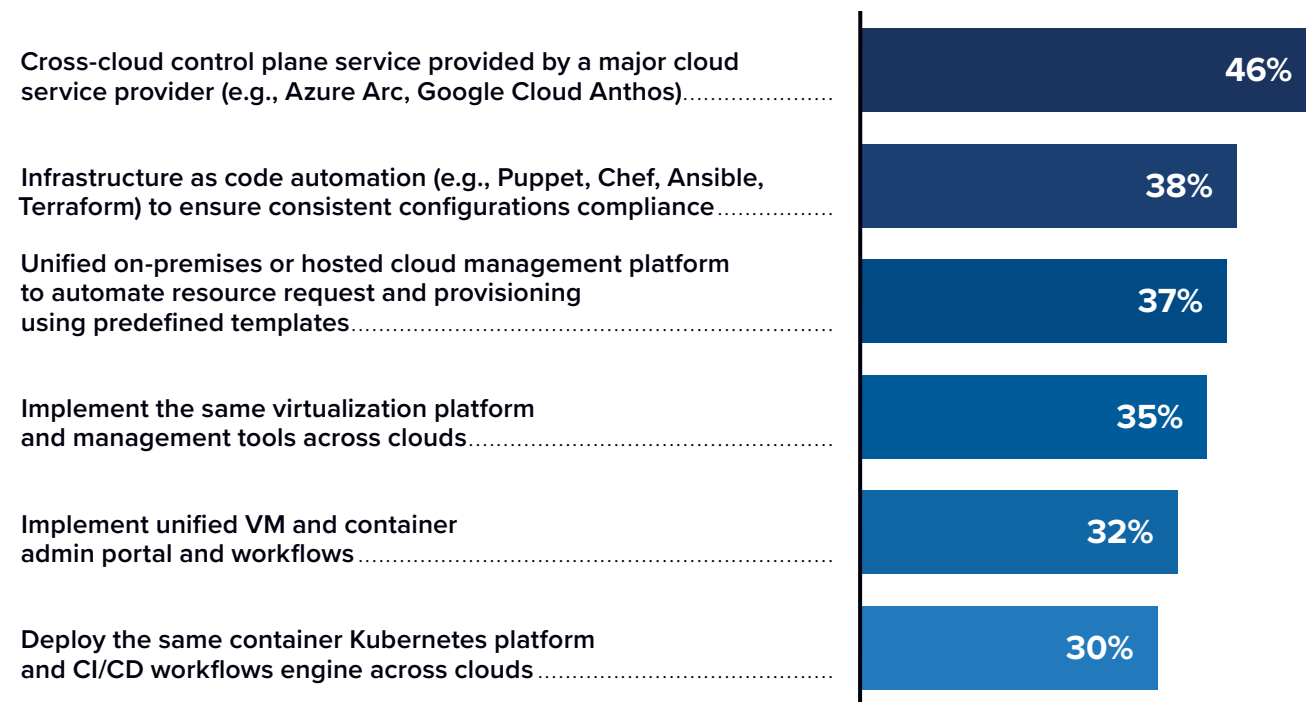 Cross-cloud control plane service provided by a major cloud
service provider (e.g., Azure Arc, Google Cloud Anthos)
46%
Infrastructure as code automation (e.g., Puppet, Chef, Ansible,
Terraform) to ensure consistent configurations compliance
38%
Unified on-premises or hosted cloud management platform
to automate resource request and provisioning
using predefined templates
37%
Implement the same virtualization platform
and management tools across clouds
35%
Implement unified VM and container
admin portal and workflows
32%
Deploy the same container Kubernetes platform
and CI/CD workflows engine across clouds
30%